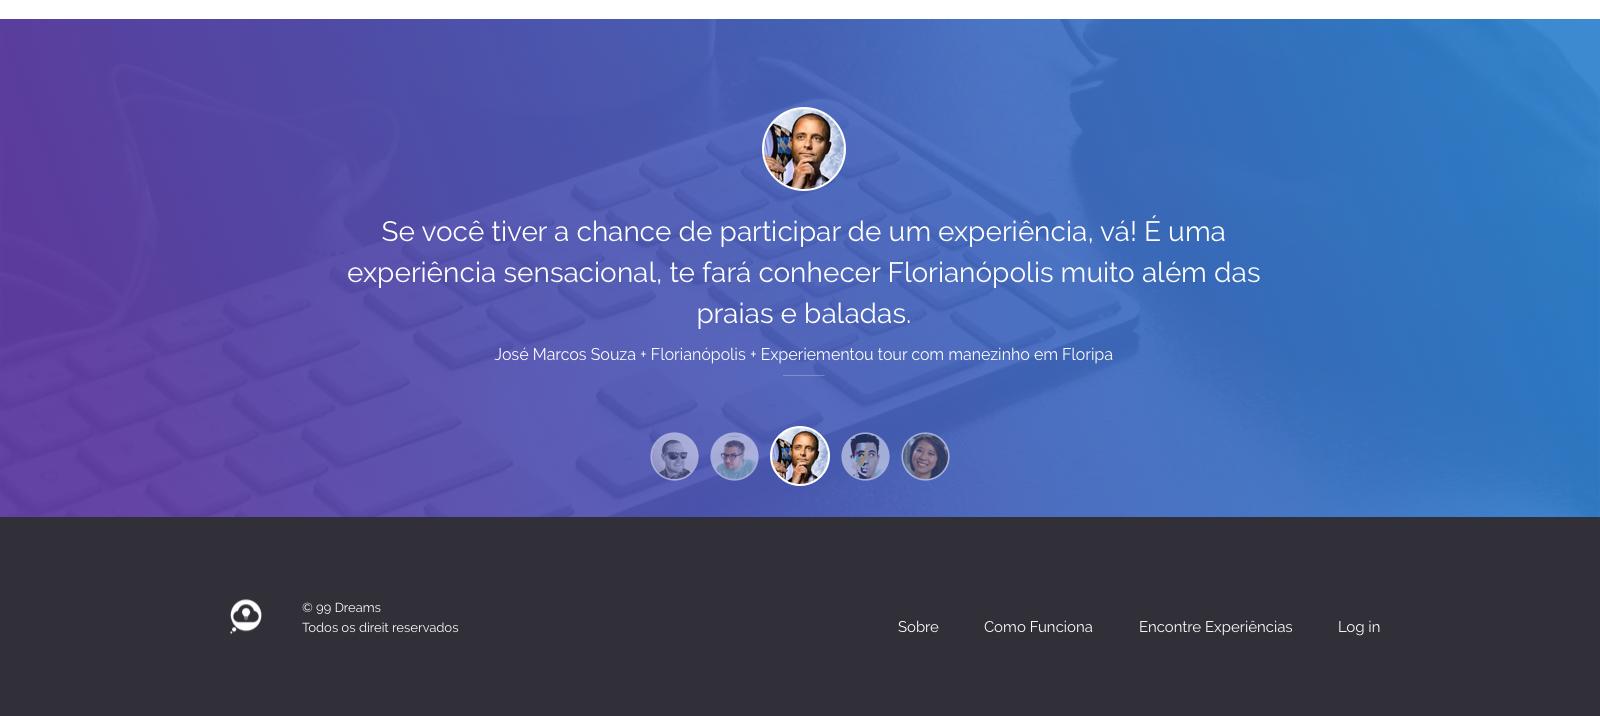 Se você tiver a chance de participar de um experiência, vá! É uma
experiência sensacional, te fará conhecer Florianópolis muito além das
praias e baladas.
José Marcos Souza + Florianópolis + Experiementou tour com manezinho em Floripa
© 99 Dreams
Todos os direit reservados
Sobre Como Funciona Encontre Experiências Log in